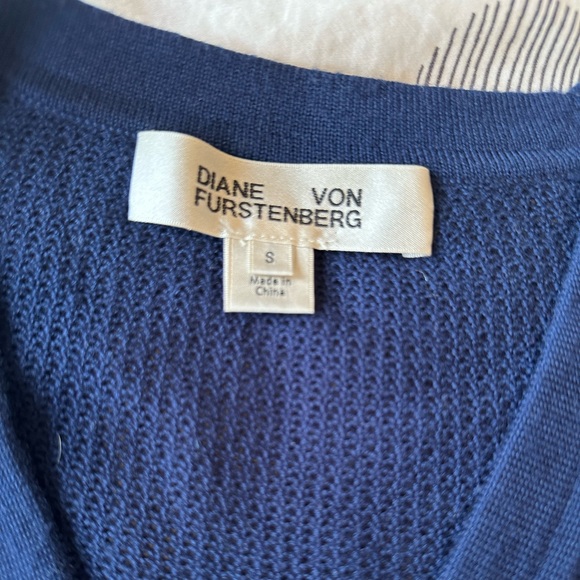 DIANE VON
FURSTENBERG
S
Made in
China